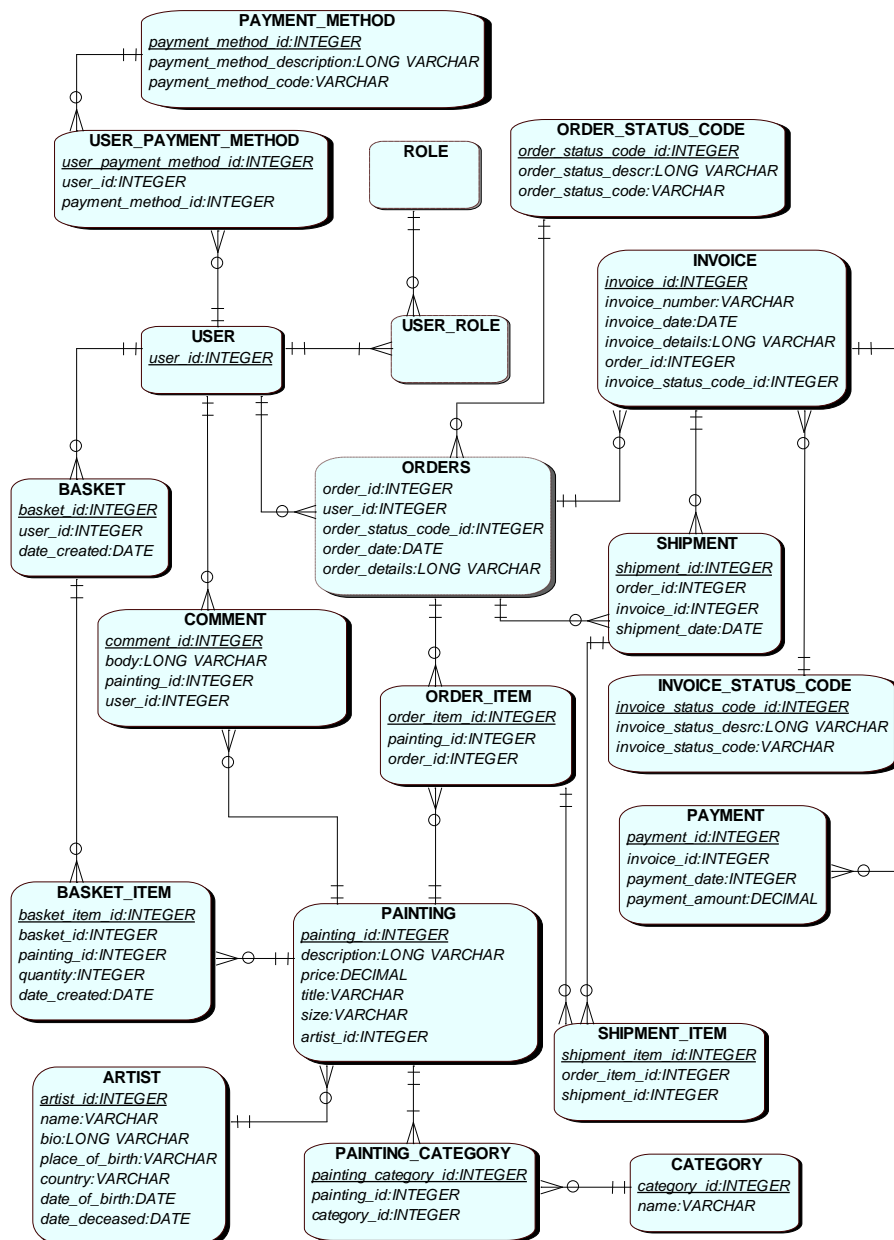 PAYMENT_METHOD
payment_method_id:INTEGER
payment_method_description:LONG VARCHAR
payment_method_code:VARCHAR
USER_PAYMENT_METHOD
user_payment_method_id:INTEGER
user_id:INTEGER
payment_method_id:INTEGER
ROLE
ORDER_STATUS_CODE
order_status_code_id:INTEGER
order_status_descr:LONG VARCHAR
order_status_code:VARCHAR
INVOICE
invoice_id:INTEGER
invoice_number:VARCHAR
invoice_date:DATE
invoice_details:LONG VARCHAR
order_id:INTEGER
invoice_status_code_id:INTEGER
USER
user_id:INTEGER
USER_ROLE
BASKET
basket_id:INTEGER
user_id:INTEGER
date_created:DATE
ORDERS
order_id:INTEGER
user_id:INTEGER
order_status_code_id:INTEGER
order_date:DATE
order_details:LONG VARCHAR
SHIPMENT
shipment_id:INTEGER
order_id:INTEGER
invoice_id:INTEGER
shipment_date:DATE
COMMENT
comment_id:INTEGER
body:LONG VARCHAR
painting_id:INTEGER
user_id:INTEGER
ORDER_ITEM
order_item_id:INTEGER
painting_id:INTEGER
order_id:INTEGER
INVOICE_STATUS_CODE
invoice_status_code_id:INTEGER
invoice_status_desrc:LONG VARCHAR
invoice_status_code:VARCHAR
PAYMENT
payment_id:INTEGER
invoice_id:INTEGER
payment_date:INTEGER
payment_amount:DECIMAL
BASKET_ITEM
basket_item_id:INTEGER
basket_id:INTEGER
painting_id:INTEGER
quantity:INTEGER
date_created:DATE
PAINTING
painting_id:INTEGER
description:LONG VARCHAR
price:DECIMAL
title:VARCHAR
size:VARCHAR
artist_id:INTEGER
SHIPMENT_ITEM
shipment_item_id:INTEGER
order_item_id:INTEGER
shipment_id:INTEGER
ARTIST
artist_id:INTEGER
name:VARCHAR
bio:LONG VARCHAR
place_of_birth:VARCHAR
country:VARCHAR
date_of_birth:DATE
date_deceased:DATE
PAINTING_CATEGORY
painting_category_id:INTEGER
painting_id:INTEGER
category_id:INTEGER
CATEGORY
category_id:INTEGER
name:VARCHAR